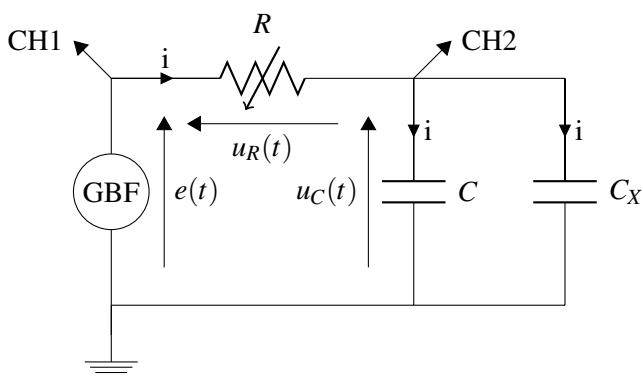 CH1
i
R
CH2
u_R(t)
i
i
GBF
e(t)
u_C(t)
C
C_X